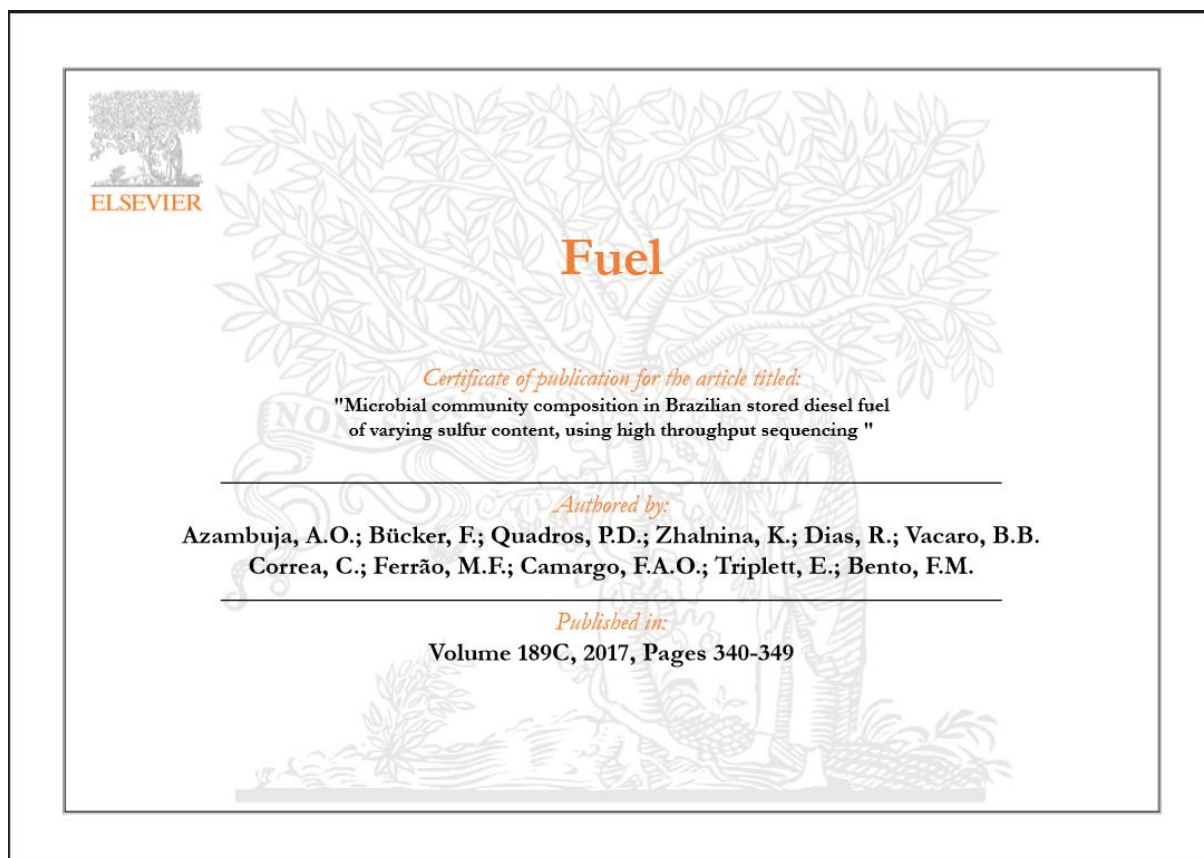 ELSEVIER
Fuel
Certificate of publication for the article titled:
"Microbial community composition in Brazilian stored diesel fuel
of varying sulfur content, using high throughput sequencing "
NON SOLUS
Authored by:
Azambuja, A.O.; Bücker, F.; Quadros, P.D.; Zhalnina, K.; Dias, R.; Vacaro, B.B.
Correa, C.; Ferrão, M.F.; Camargo, F.A.O.; Triplett, E.; Bento, F.M.
Published in:
Volume 189C, 2017, Pages 340-349